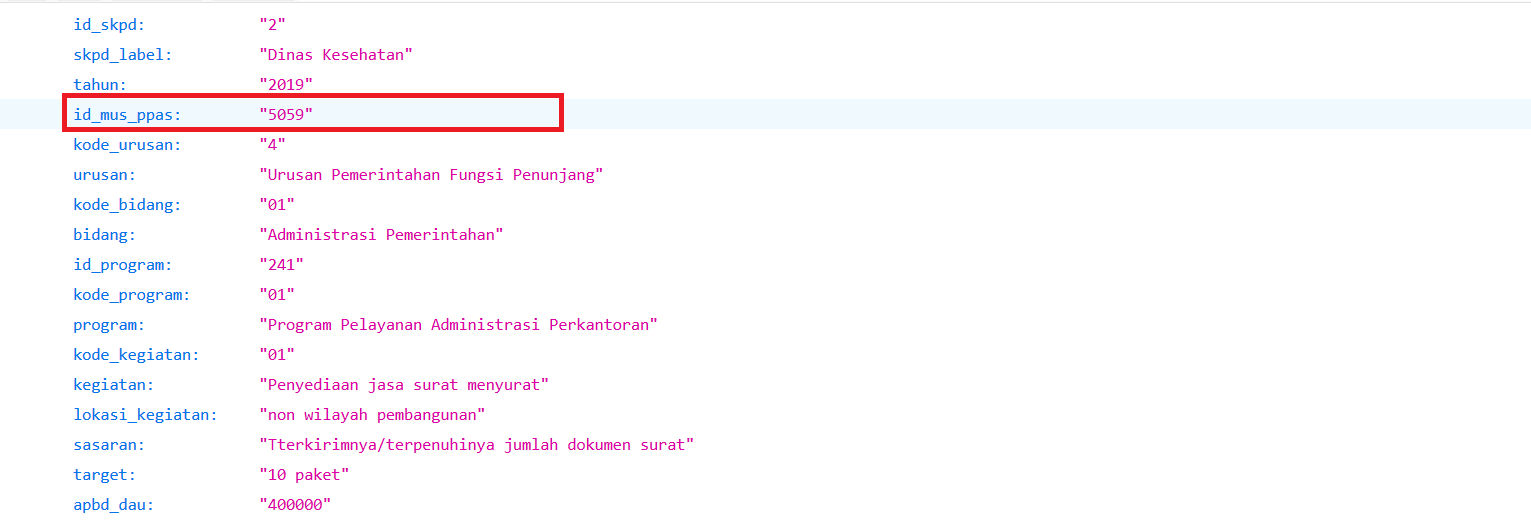 id_skpd: "2"
skpd_label: "Dinas Kesehatan"
tahun: "2019"
id_mus_ppas: "5059"
kode_urusan: "4"
urusan: "Urusan Pemerintahan Fungsi Penunjang"
kode_bidang: "01"
bidang: "Administrasi Pemerintahan"
id_program: "241"
kode_program: "01"
program: "Program Pelayanan Administrasi Perkantoran"
kode_kegiatan: "01"
kegiatan: "Penyediaan jasa surat menyurat"
lokasi_kegiatan: "non wilayah pembangunan"
sasaran: "Tterkirimnya/terpenuhinya jumlah dokumen surat"
target: "10 paket"
apbd_dau: "400000"